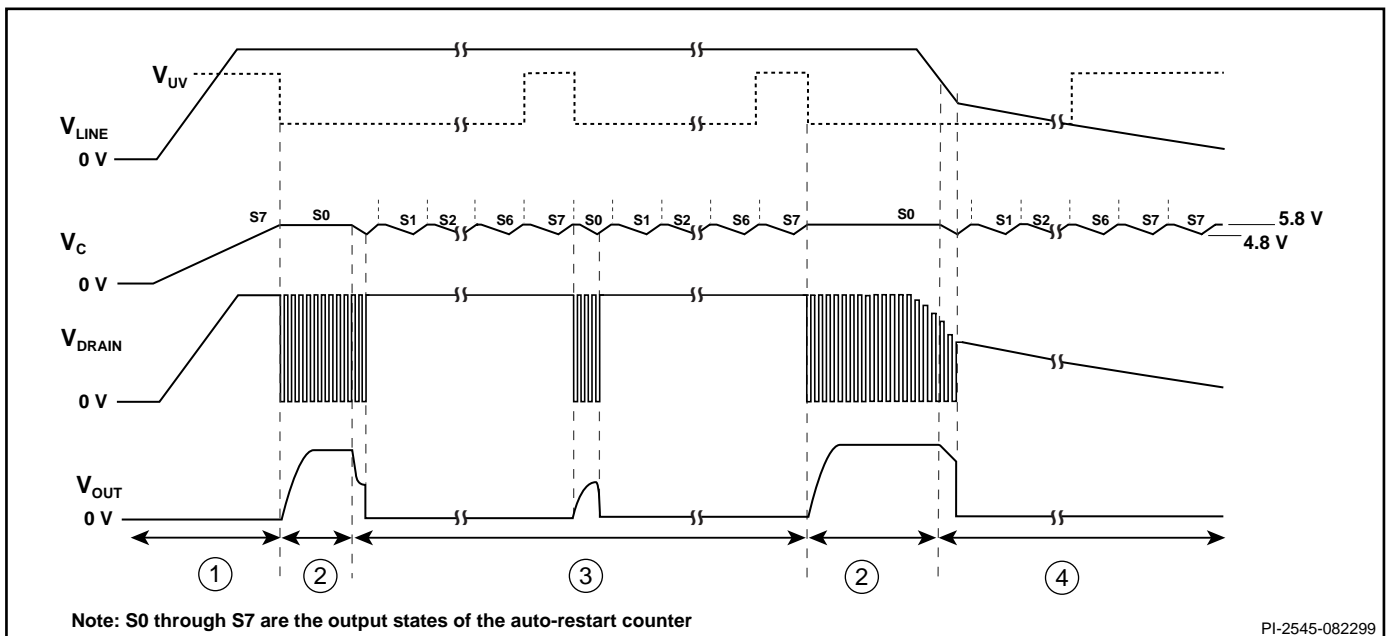 V_UV
V_LINE
0 V
S7 S0 S1 S2 S6 S7 S0 S1 S2 S6 S7 S0 S1 S2 S6 S7 S7
5.8 V
4.8 V
V_C
0 V
V_DRAIN
0 V
V_OUT
0 V
1 2 3 2 4
Note: S0 through S7 are the output states of the auto-restart counter
PI-2545-082299